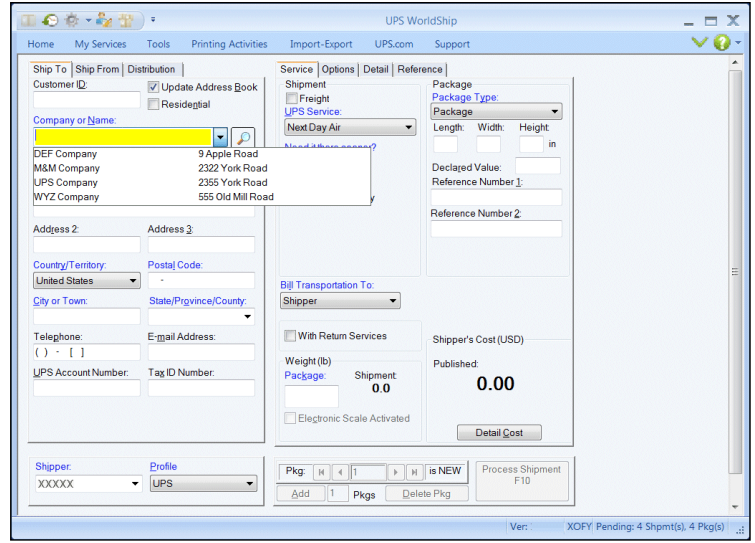 UPS WorldShip
Home My Services Tools Printing Activities Import-Export UPS.com Support
Ship To Ship From Distribution
Customer ID:
Update Address Book
Residential
Company or Name:
DEF Company 9 Apple Road
M&M Company 2322 York Road
UPS Company 2355 York Road
WYZ Company 555 Old Mill Road
Address 2: Address 3:
Country/Territory: Postal Code:
United States -
City or Town: State/Province/County:
Telephone: E-mail Address:
( ) - [ ]
UPS Account Number: Tax ID Number:
Shipper: Profile
XXXXX UPS
Service Options Detail Reference
Shipment
Freight
UPS Service:
Next Day Air
y
Bill Transportation To:
Shipper
With Return Services
Weight (lb)
Package: Shipment:
0.0
Electronic Scale Activated
Package
Package Type:
Package
Length: Width: Height:
in
Declared Value:
Reference Number 1:
Reference Number 2:
Shipper's Cost (USD)
Published:
0.00
Detail Cost
Pkg: 1 is NEW
Add 1 Pkgs Delete Pkg
Process Shipment
F10
Ver: XOFY Pending: 4 Shpmt(s), 4 Pkg(s)